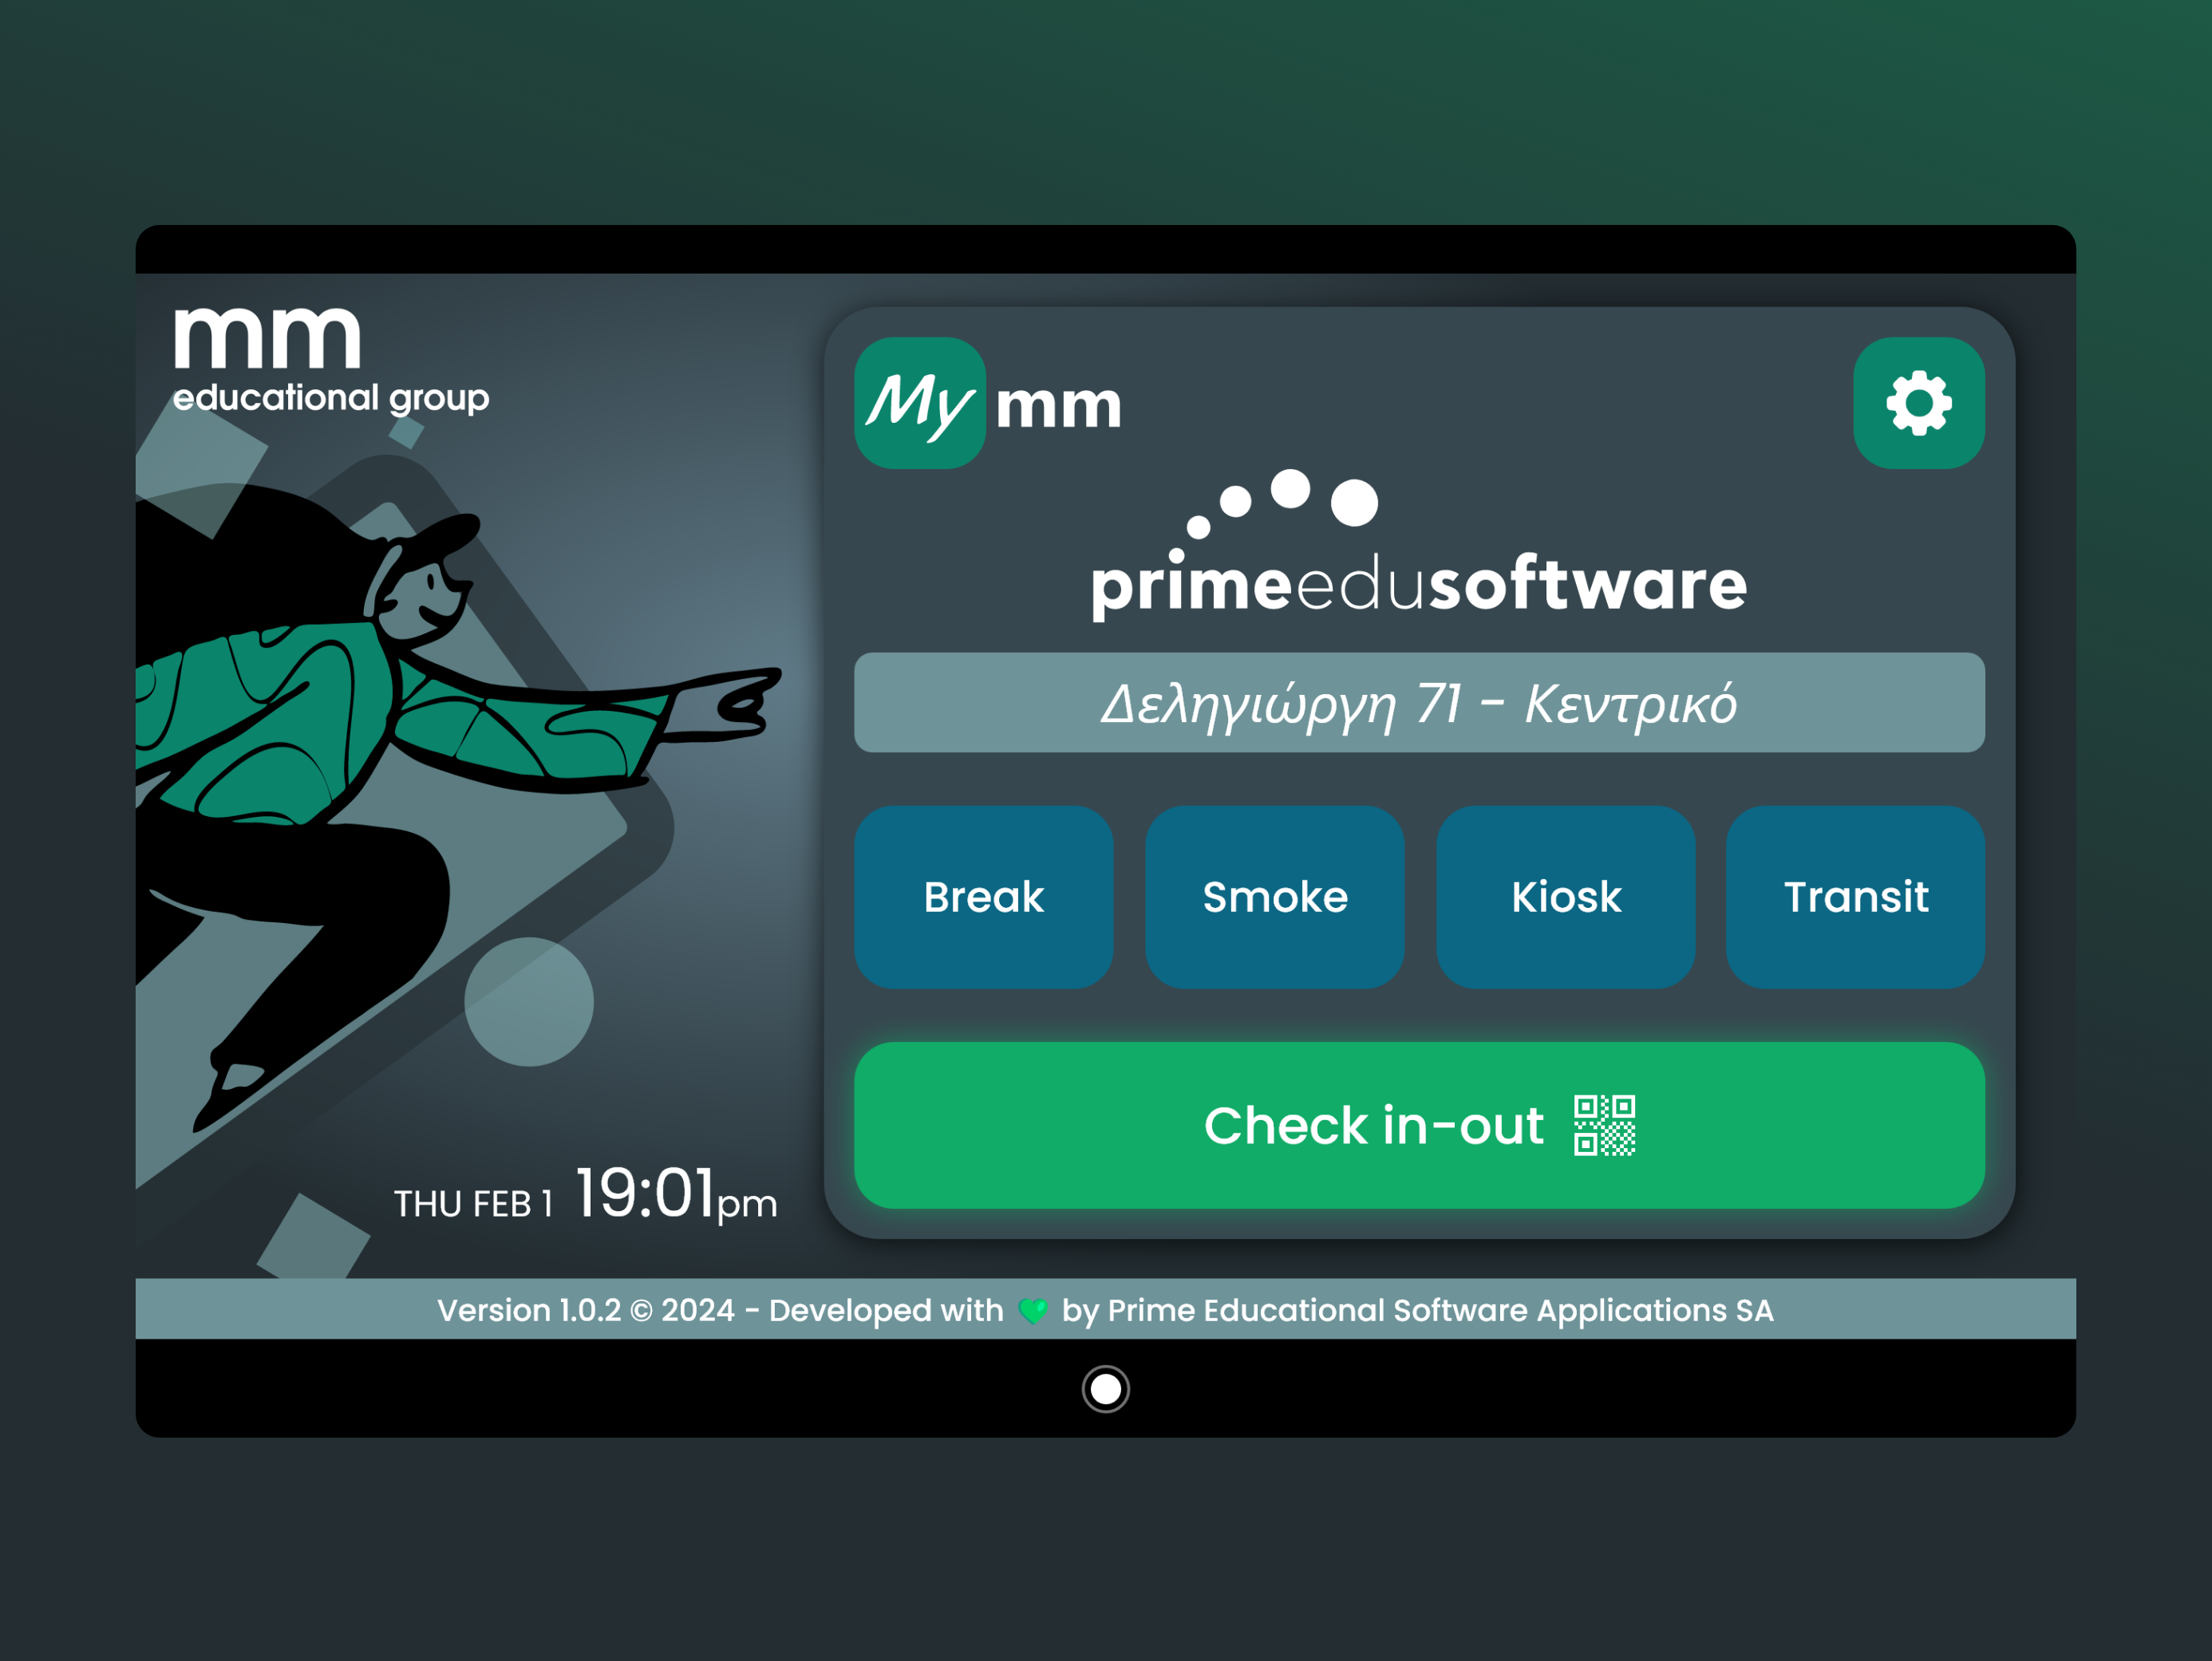 mm
educational group
My mm
primeedusoftware
Δεληγιώργη 71 - Κεντρικό
Break
Smoke
Kiosk
Transit
Check in-out
THU FEB 1 19:01pm
Version 1.0.2 © 2024 - Developed with 💚 by Prime Educational Software Applications SA